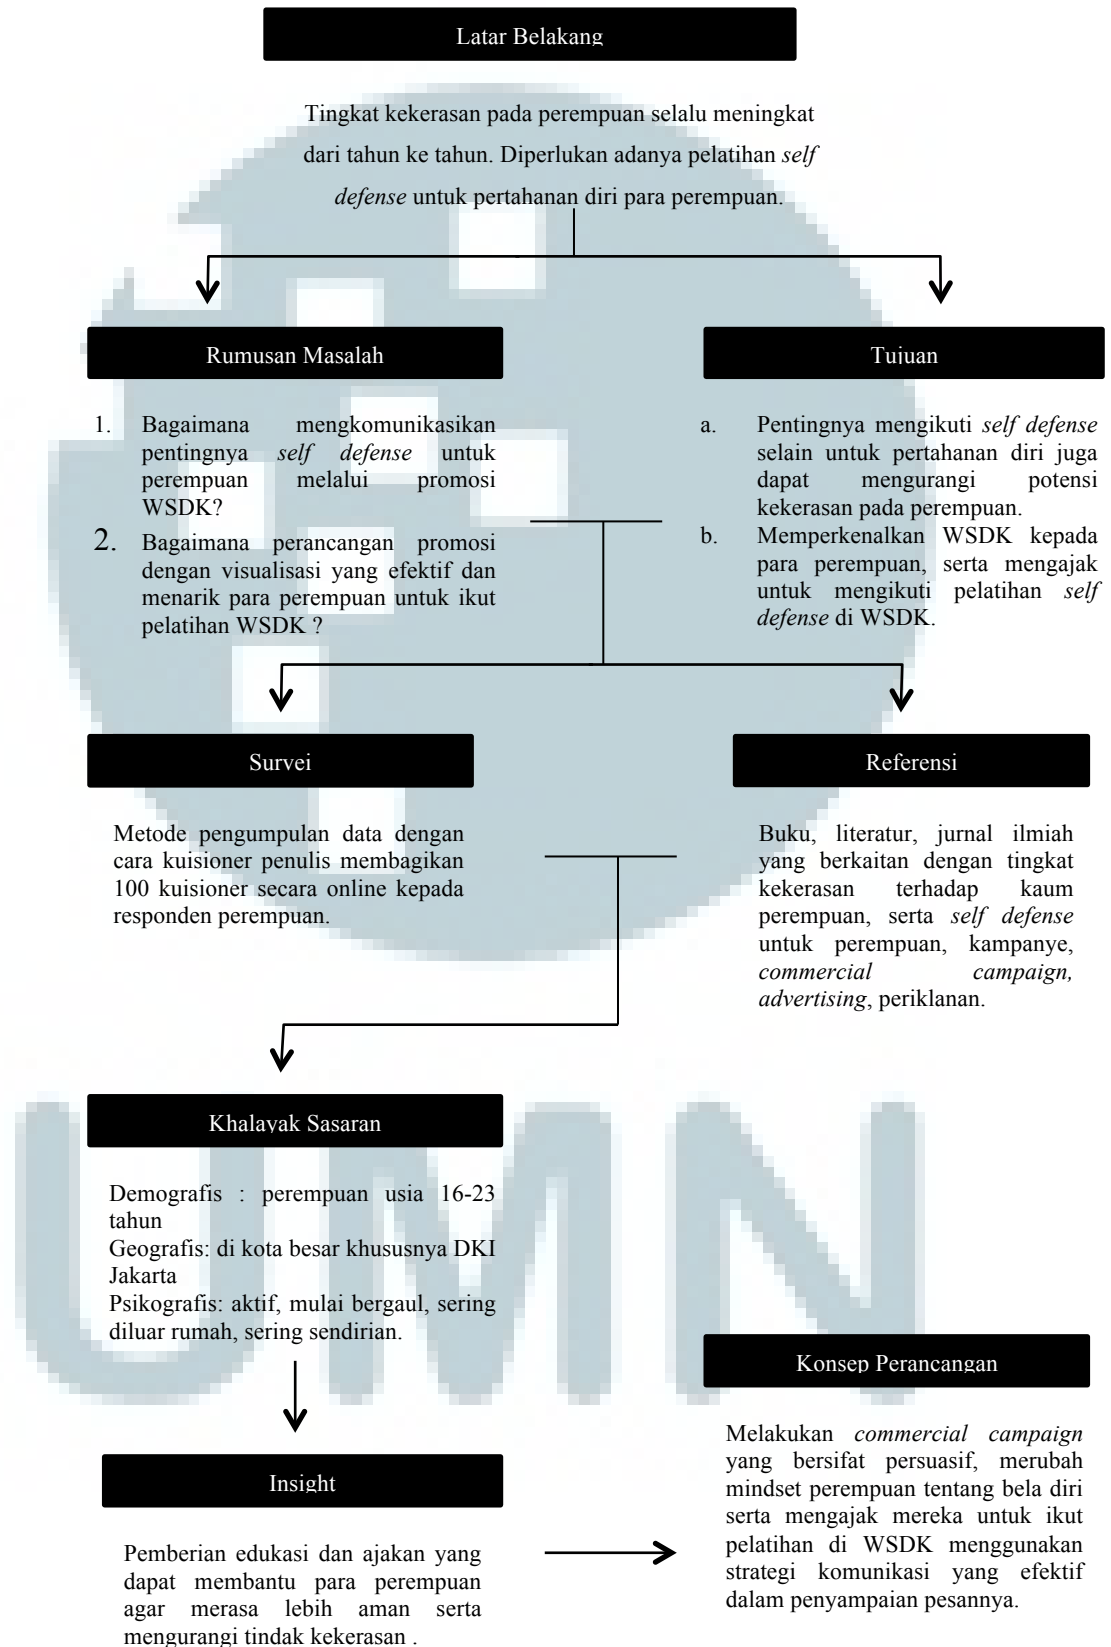 Latar Belakang
Tingkat kekerasan pada perempuan selalu meningkat
dari tahun ke tahun. Diperlukan adanya pelatihan self
defense untuk pertahanan diri para perempuan.
Rumusan Masalah
1. Bagaimana mengkomunikasikan
pentingnya self defense untuk
perempuan melalui promosi
WSDK?
2. Bagaimana perancangan promosi
dengan visualisasi yang efektif dan
menarik para perempuan untuk ikut
pelatihan WSDK ?
Tujuan
a. Pentingnya mengikuti self defense
selain untuk pertahanan diri juga
dapat mengurangi potensi
kekerasan pada perempuan.
b. Memperkenalkan WSDK kepada
para perempuan, serta mengajak
untuk mengikuti pelatihan self
defense di WSDK.
Survei
Metode pengumpulan data dengan
cara kuisioner penulis membagikan
100 kuisioner secara online kepada
responden perempuan.
Referensi
Buku, literatur, jurnal ilmiah
yang berkaitan dengan tingkat
kekerasan terhadap kaum
perempuan, serta self defense
untuk perempuan, kampanye,
commercial campaign,
advertising, periklanan.
Khalayak Sasaran
Demografis : perempuan usia 16-23
tahun
Geografis: di kota besar khususnya DKI
Jakarta
Psikografis: aktif, mulai bergaul, sering
diluar rumah, sering sendirian.
Insight
Pemberian edukasi dan ajakan yang
dapat membantu para perempuan
agar merasa lebih aman serta
mengurangi tindak kekerasan .
Konsep Perancangan
Melakukan commercial campaign
yang bersifat persuasif, merubah
mindset perempuan tentang bela diri
serta mengajak mereka untuk ikut
pelatihan di WSDK menggunakan
strategi komunikasi yang efektif
dalam penyampaian pesannya.
UMN